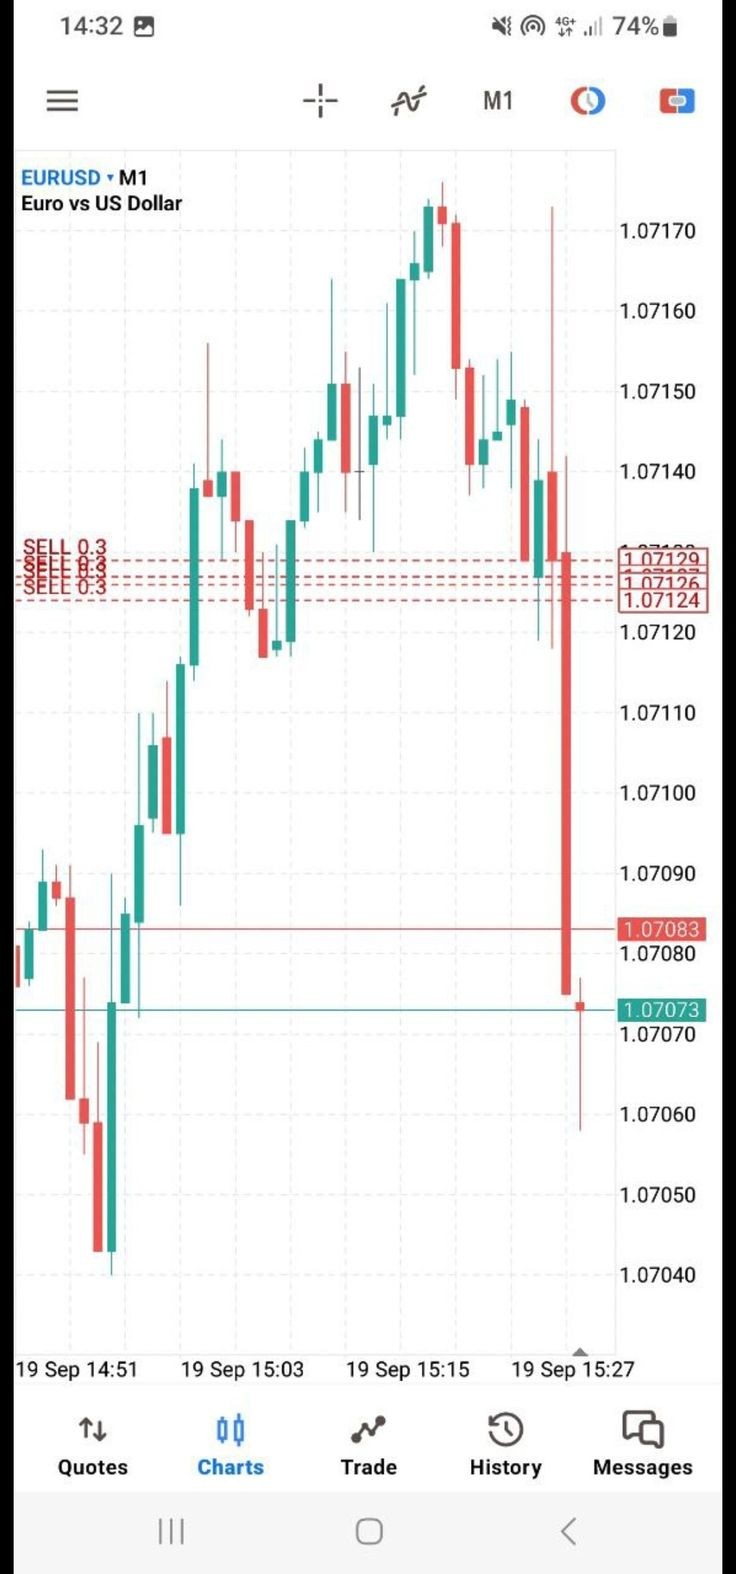 14:32
4G+ 74%
M1
EURUSD ▾ M1
Euro vs US Dollar
1.07170
1.07160
1.07150
1.07140
SELL 0.3
SELL 0.3
SELL 0.3
1.07129
1.07126
1.07124
1.07120
1.07110
1.07100
1.07090
1.07083
1.07080
1.07073
1.07070
1.07060
1.07050
1.07040
19 Sep 14:51 19 Sep 15:03 19 Sep 15:15 19 Sep 15:27
Quotes Charts Trade History Messages